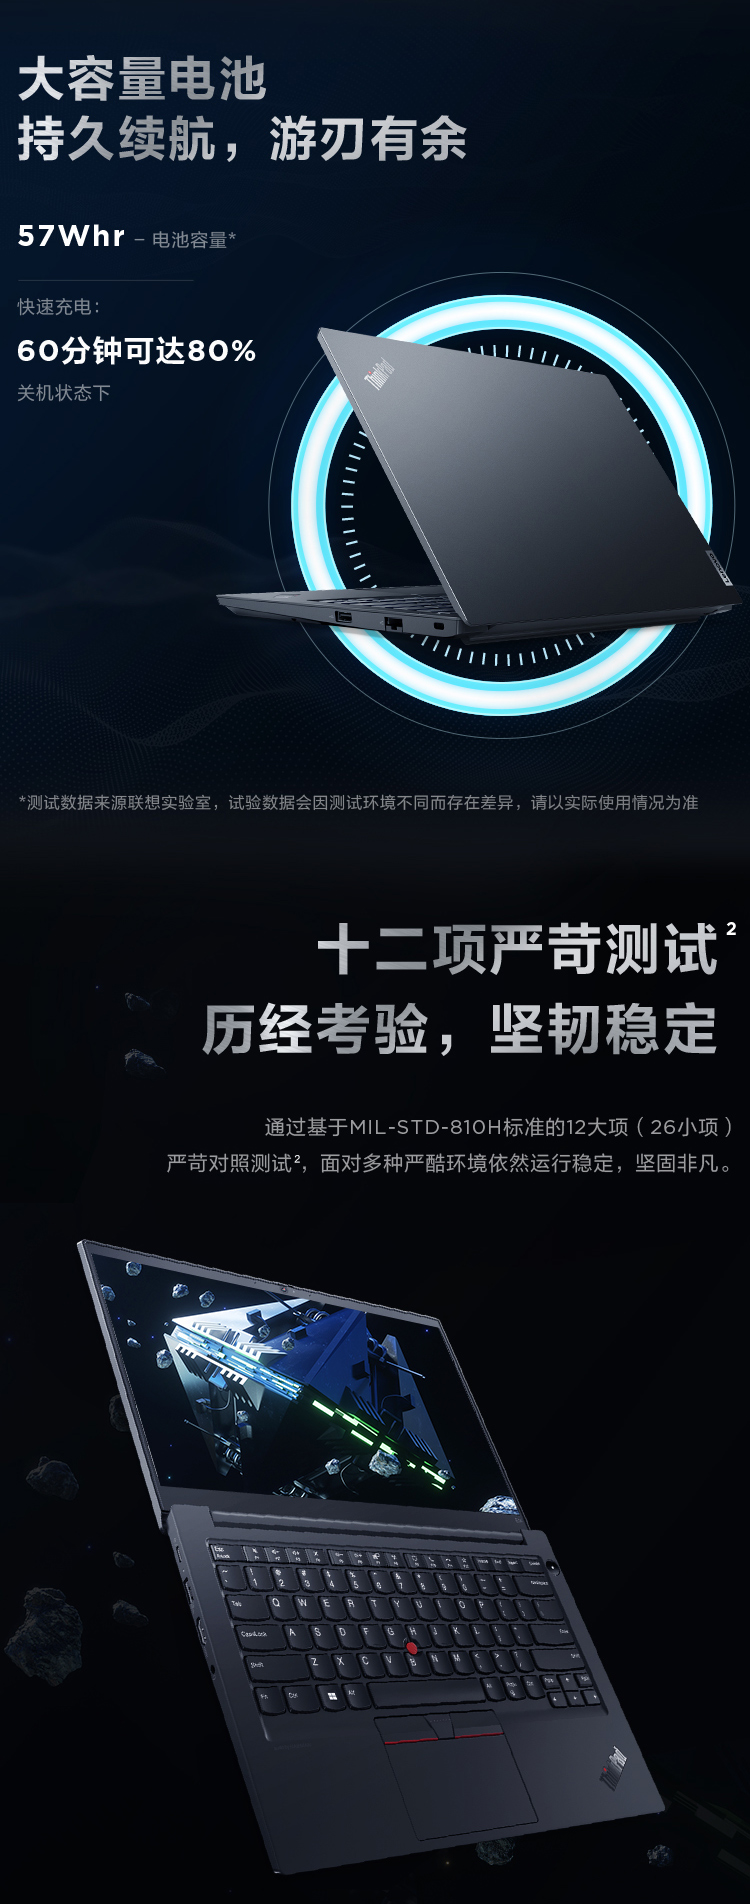 大容量电池
持久续航，游刃有余
57Whr – 电池容量*
快速充电：
60分钟可达80%
关机状态下
ThinkPad
*测试数据来源联想实验室，试验数据会因测试环境不同而存在差异，请以实际使用情况为准
十二项严苛测试²
历经考验，坚韧稳定
通过基于MIL-STD-810H标准的12大项（26小项）
严苛对照测试²，面对多种严酷环境依然运行稳定，坚固非凡。
Q W E R T Y U I O P
A S D F G H J K L
Z X C V B N M
ThinkPad